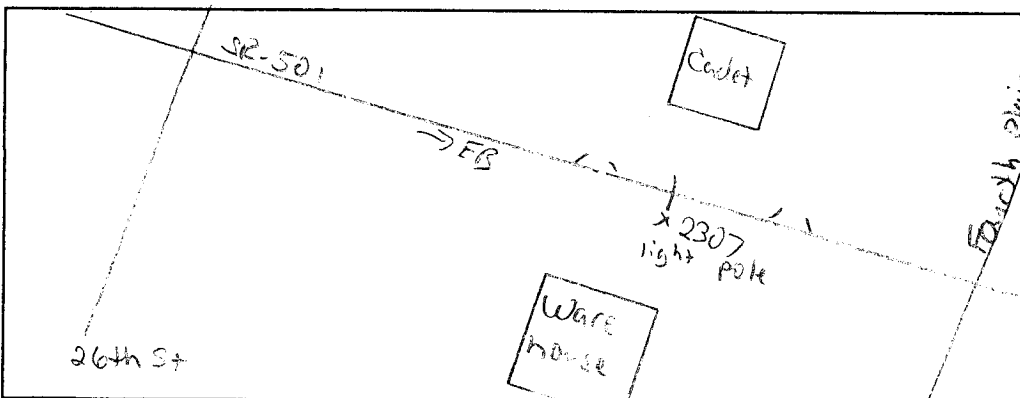 SR-501
Cadet
→ EB
x 2307
light pole
Ware
house
26th St